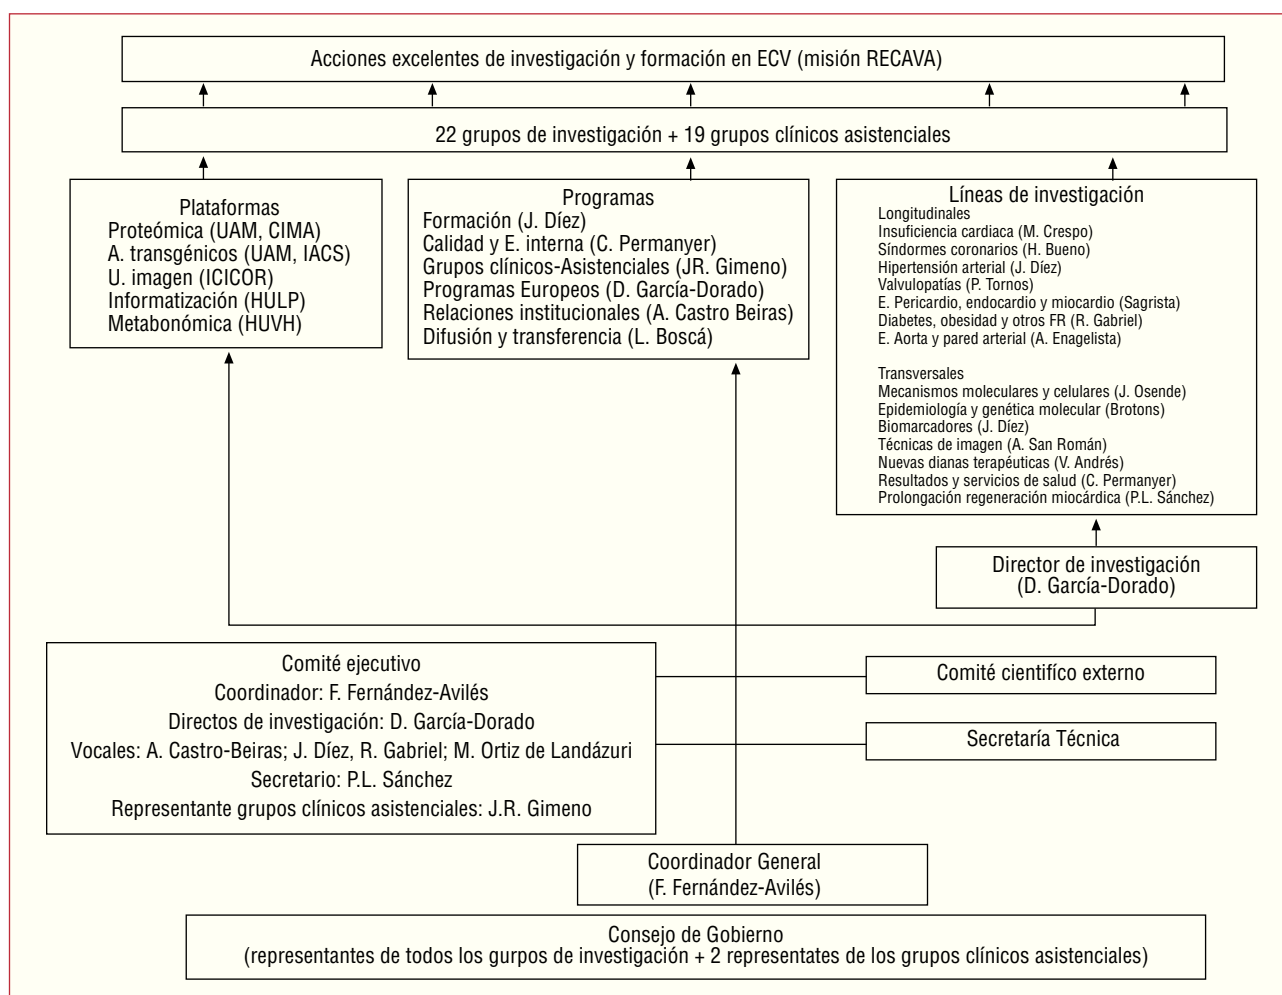 Acciones excelentes de investigación y formación en ECV (misión RECAVA)
22 grupos de investigación + 19 grupos clínicos asistenciales
Plataformas
Proteómica (UAM, CIMA)
A. transgénicos (UAM, IACS)
U. imagen (ICICOR)
Informatización (HULP)
Metabonómica (HUVH)
Programas
Formación (J. Díez)
Calidad y E. interna (C. Permanyer)
Grupos clínicos-Asistenciales (JR. Gimeno)
Programas Europeos (D. García-Dorado)
Relaciones institucionales (A. Castro Beiras)
Difusión y transferencia (L. Boscá)
Líneas de investigación
Longitudinales
Insuficiencia cardiaca (M. Crespo)
Síndormes coronarios (H. Bueno)
Hipertensión arterial (J. Díez)
Valvulopatías (P. Tornos)
E. Pericardio, endocardio y miocardio (Sagrista)
Diabetes, obesidad y otros FR (R. Gabriel)
E. Aorta y pared arterial (A. Enagelista)
Transversales
Mecanismos moleculares y celulares (J. Osende)
Epidemiología y genética molecular (Brotons)
Biomarcadores (J. Díez)
Técnicas de imagen (A. San Román)
Nuevas dianas terapéuticas (V. Andrés)
Resultados y servicios de salud (C. Permanyer)
Prolongación regeneración miocárdica (P.L. Sánchez)
Director de investigación
(D. García-Dorado)
Comité ejecutivo
Coordinador: F. Fernández-Avilés
Directos de investigación: D. García-Dorado
Vocales: A. Castro-Beiras; J. Díez, R. Gabriel; M. Ortiz de Landázuri
Secretario: P.L. Sánchez
Representante grupos clínicos asistenciales: J.R. Gimeno
Comité científico externo
Secretaría Técnica
Coordinador General
(F. Fernández-Avilés)
Consejo de Gobierno
(representantes de todos los gurpos de investigación + 2 representates de los grupos clínicos asistenciales)